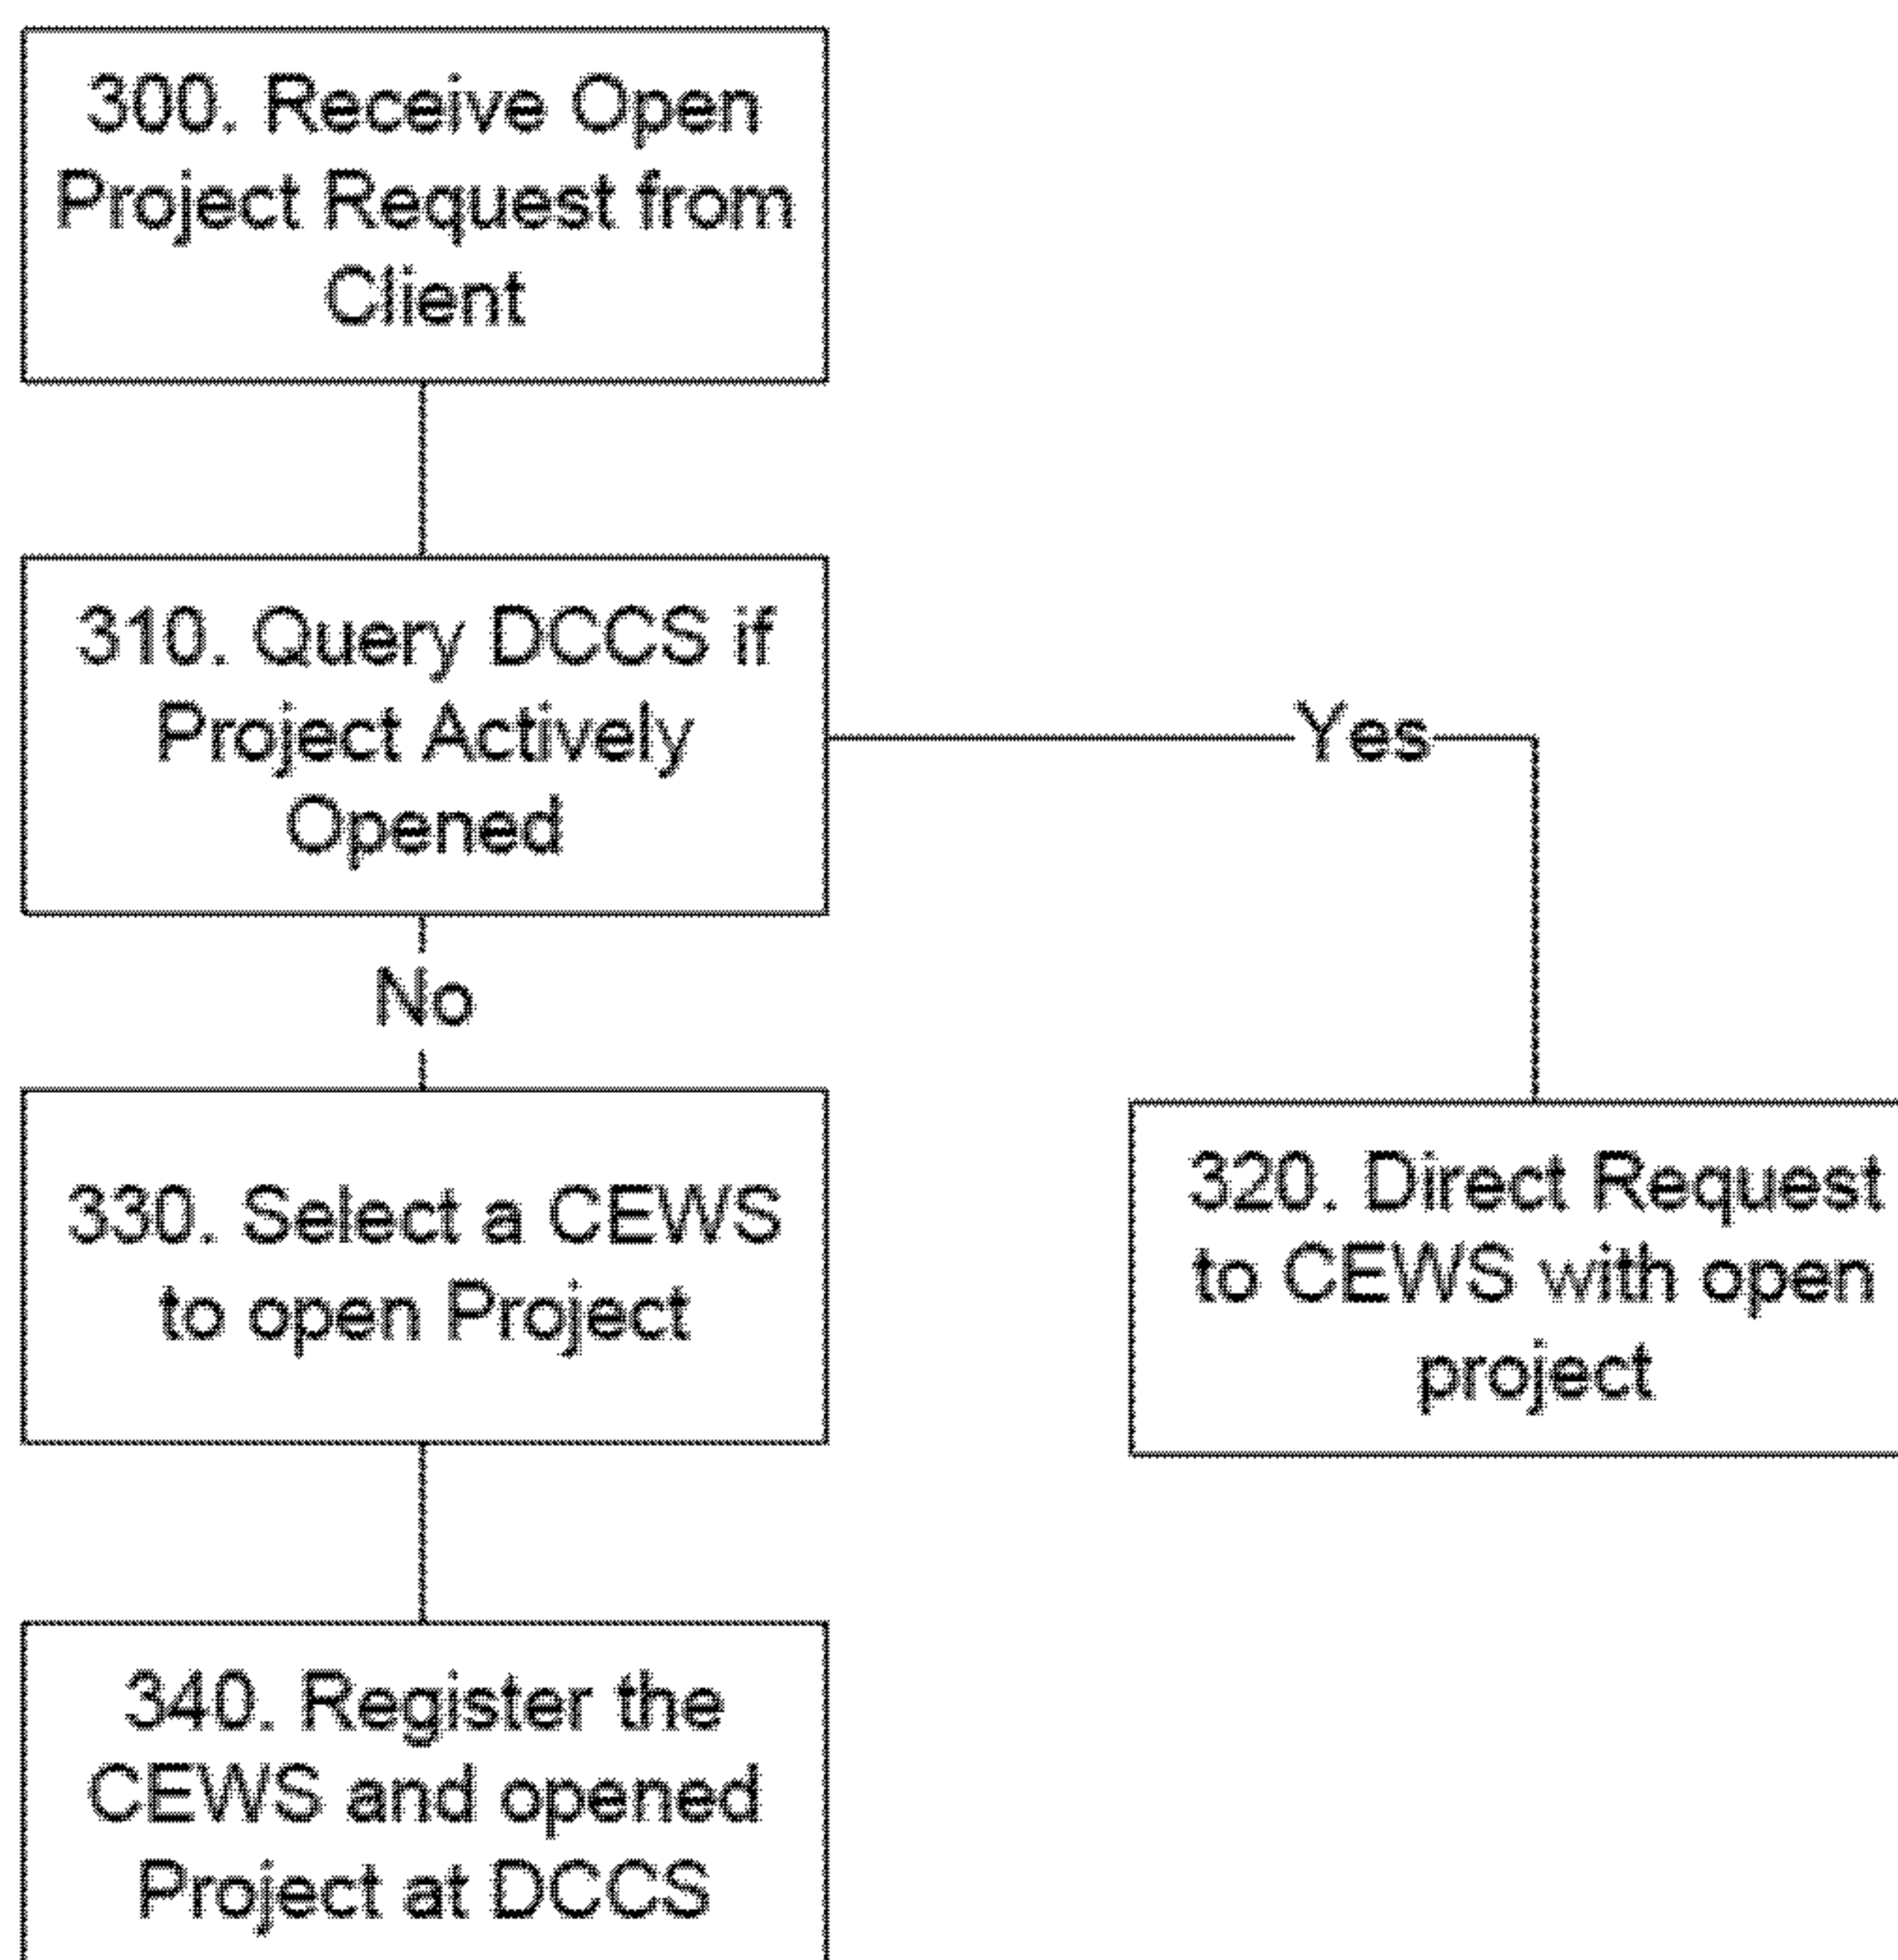 300. Receive Open
Project Request from
Client
310. Query DCCS if
Project Actively
Opened
Yes
No
330. Select a CEWS
to open Project
320. Direct Request
to CEWS with open
project
340. Register the
CEWS and opened
Project at DCCS